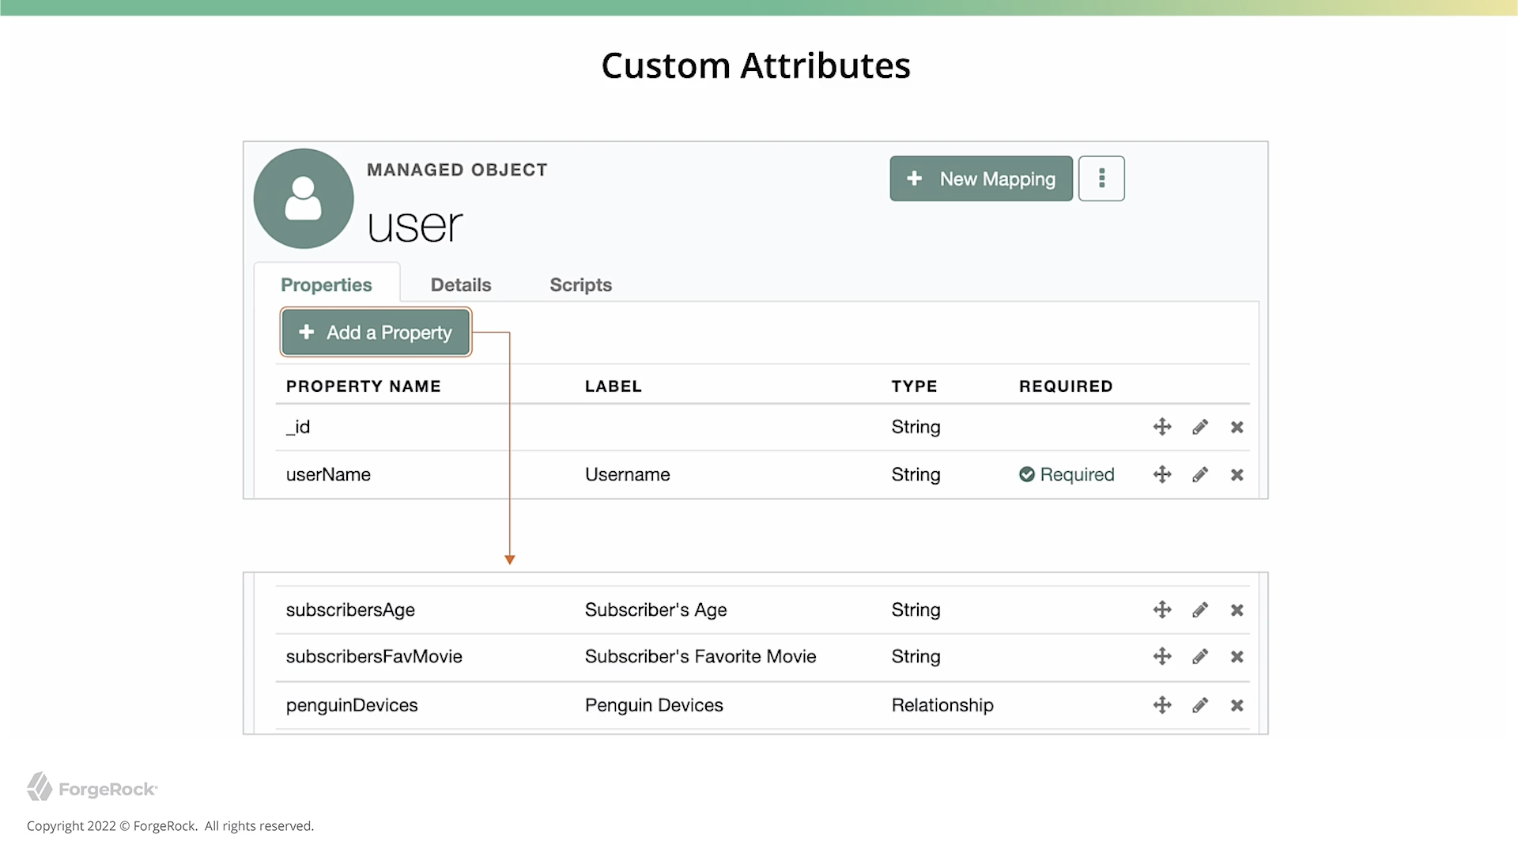 Custom Attributes
MANAGED OBJECT
user
+ New Mapping
Properties Details Scripts
+ Add a Property
PROPERTY NAME LABEL TYPE REQUIRED
_id String
userName Username String Required
subscribersAge Subscriber's Age String
subscribersFavMovie Subscriber's Favorite Movie String
penguinDevices Penguin Devices Relationship
ForgeRock
Copyright 2022 © ForgeRock. All rights reserved.